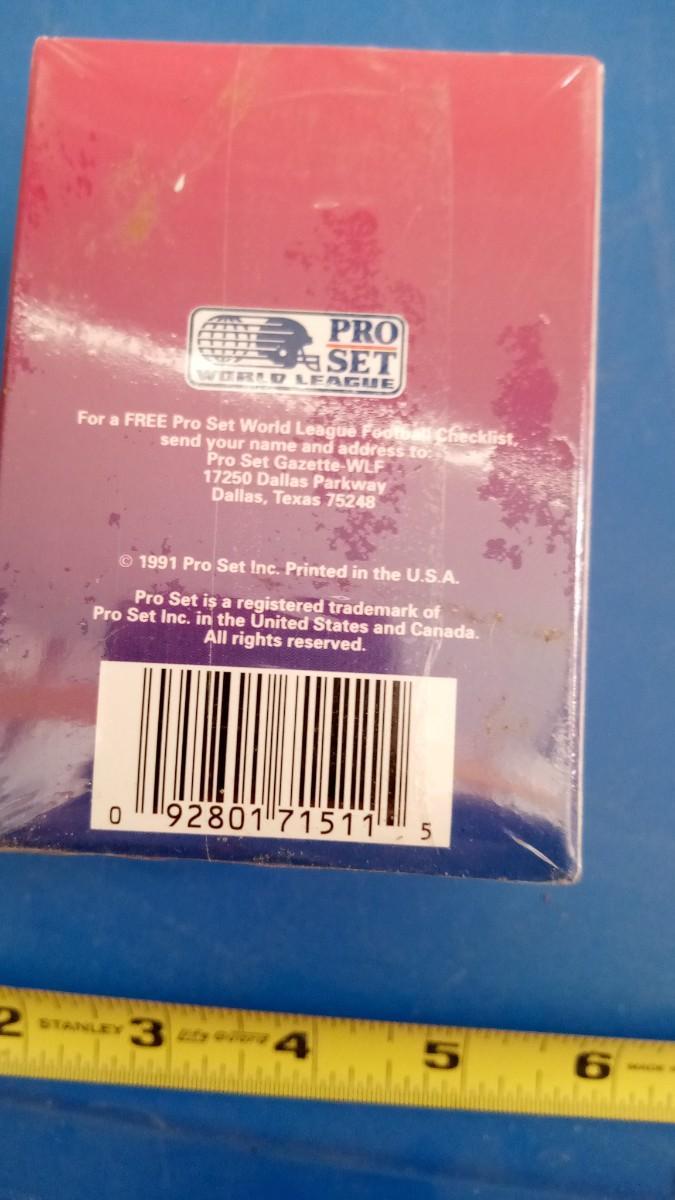 PRO
SET
WORLD LEAGUE
For a FREE Pro Set World League Football Checklist,
send your name and address to:
Pro Set Gazette-WLF
17250 Dallas Parkway
Dallas, Texas 75248
© 1991 Pro Set Inc. Printed in the U.S.A.
Pro Set is a registered trademark of
Pro Set Inc. in the United States and Canada.
All rights reserved.
0 92801 71511 5
2 STANLEY 3 4 5 6 MADE